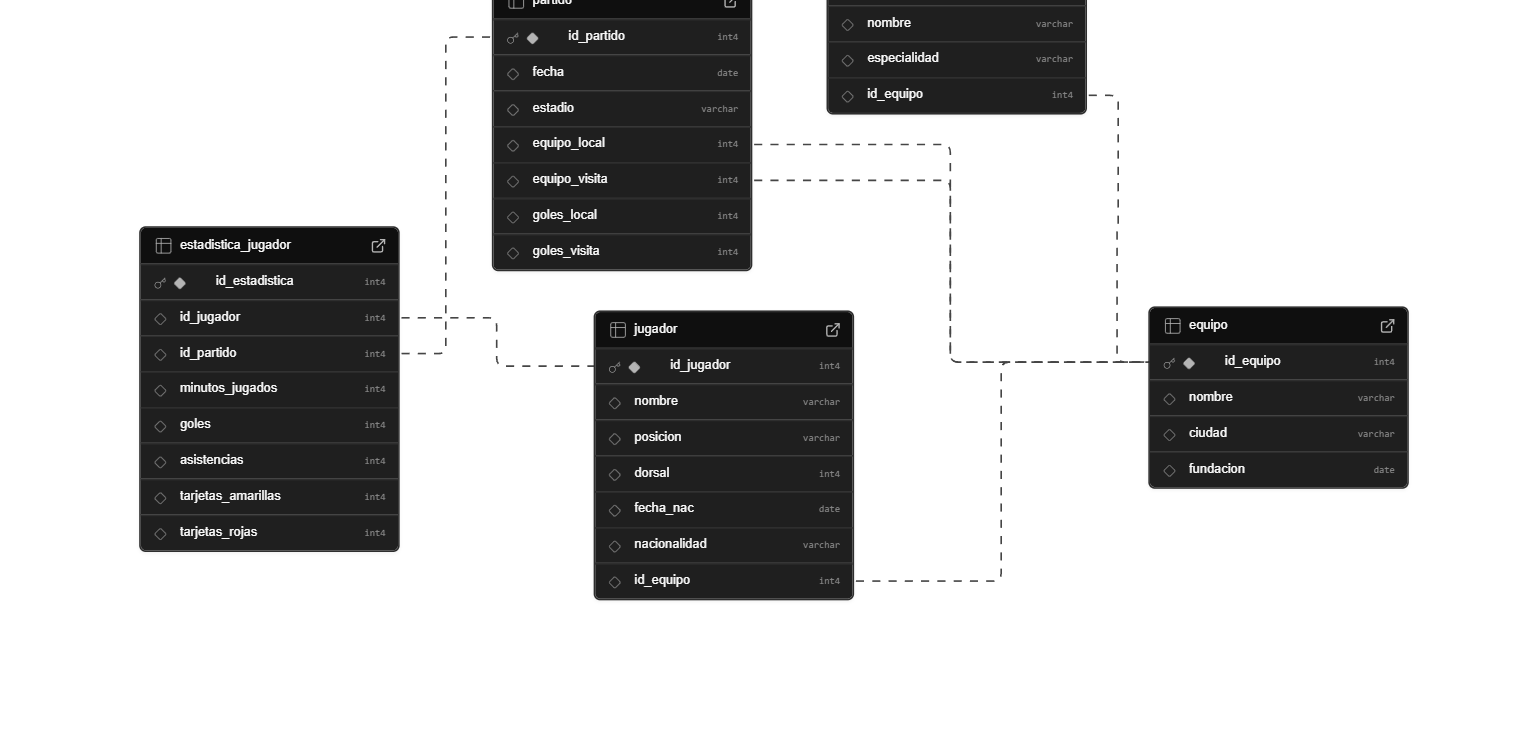 partido
id_partido int4
fecha date
estadio varchar
equipo_local int4
equipo_visita int4
goles_local int4
goles_visita int4
nombre varchar
especialidad varchar
id_equipo int4
estadistica_jugador
id_estadistica int4
id_jugador int4
id_partido int4
minutos_jugados int4
goles int4
asistencias int4
tarjetas_amarillas int4
tarjetas_rojas int4
jugador
id_jugador int4
nombre varchar
posicion varchar
dorsal int4
fecha_nac date
nacionalidad varchar
id_equipo int4
equipo
id_equipo int4
nombre varchar
ciudad varchar
fundacion date